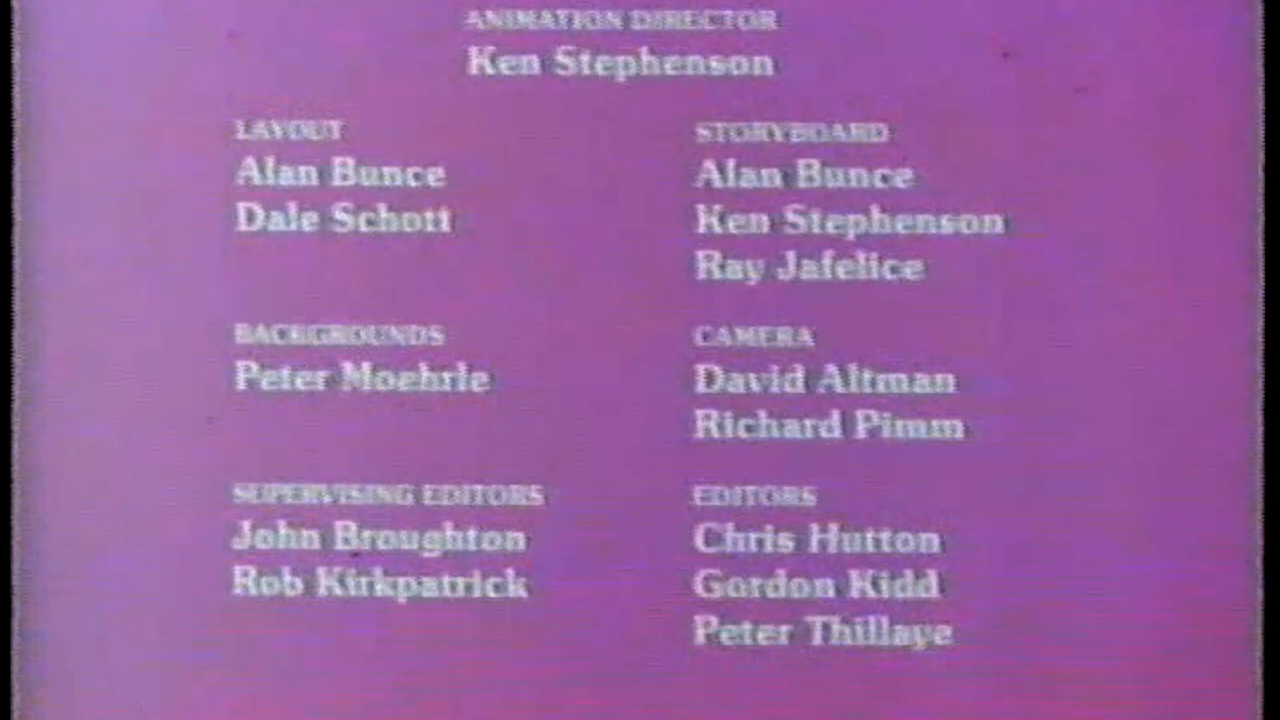 ANIMATION DIRECTOR
Ken Stephenson
LAYOUT
Alan Bunce
Dale Schott
STORYBOARD
Alan Bunce
Ken Stephenson
Ray Jafelice
BACKGROUNDS
Peter Moehrle
CAMERA
David Altman
Richard Pimm
SUPERVISING EDITORS
John Broughton
Rob Kirkpatrick
EDITORS
Chris Hutton
Gordon Kidd
Peter Thillaye